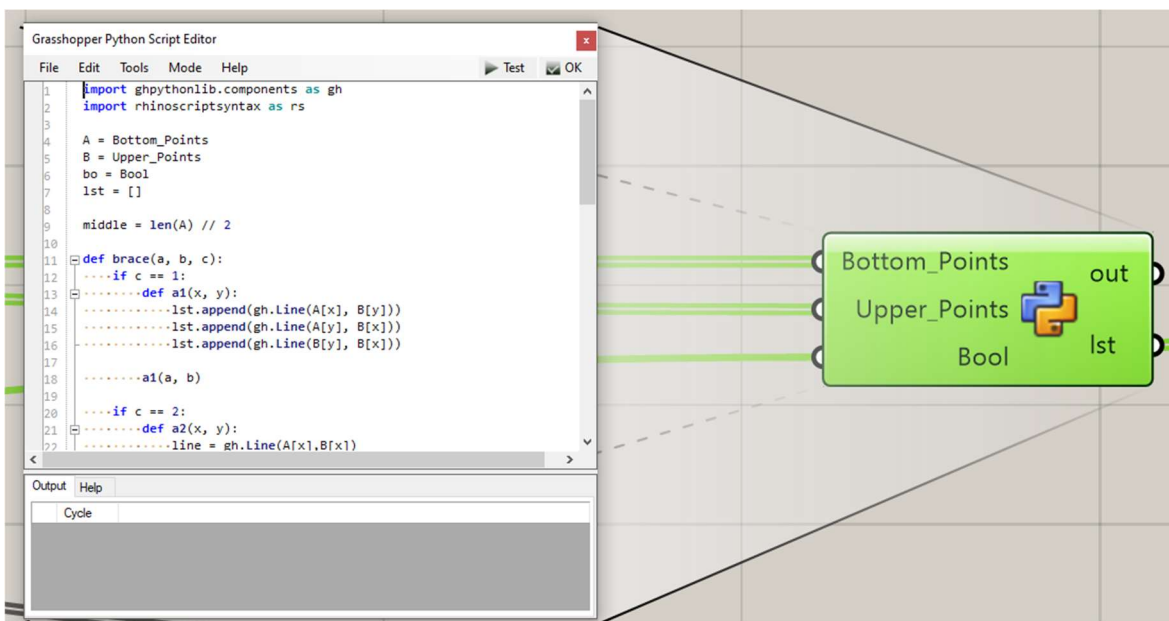 Grasshopper Python Script Editor
x
File Edit Tools Mode Help Test OK
1 import ghpythonlib.components as gh
2 import rhinoscriptsyntax as rs
3
4 A = Bottom_Points
5 B = Upper_Points
6 bo = Bool
7 lst = []
8
9 middle = len(A) // 2
10
11 def brace(a, b, c):
12 ····if c == 1:
13 ········def a1(x, y):
14 ············lst.append(gh.Line(A[x], B[y]))
15 ············lst.append(gh.Line(A[y], B[x]))
16 ············lst.append(gh.Line(B[y], B[x]))
17
18 ········a1(a, b)
19
20 ····if c == 2:
21 ········def a2(x, y):
22 ············line = gh.Line(A[x],B[x])
Output Help
Cycle
Bottom_Points
Upper_Points
Bool
out
lst